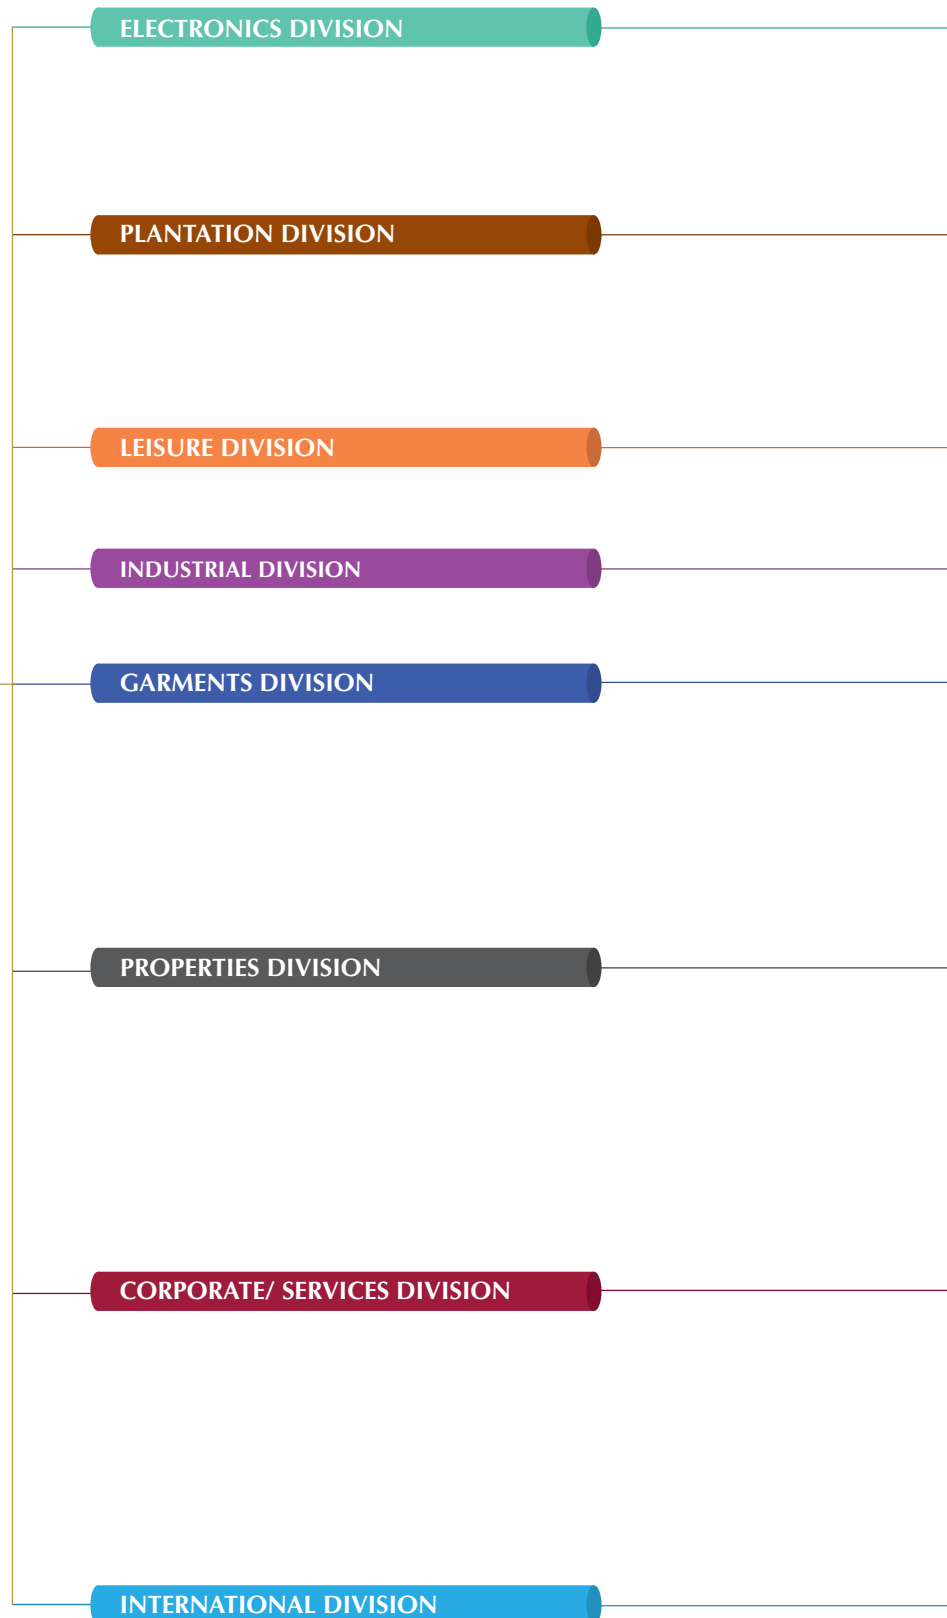 ELECTRONICS DIVISION
PLANTATION DIVISION
LEISURE DIVISION
INDUSTRIAL DIVISION
GARMENTS DIVISION
PROPERTIES DIVISION
CORPORATE/ SERVICES DIVISION
INTERNATIONAL DIVISION